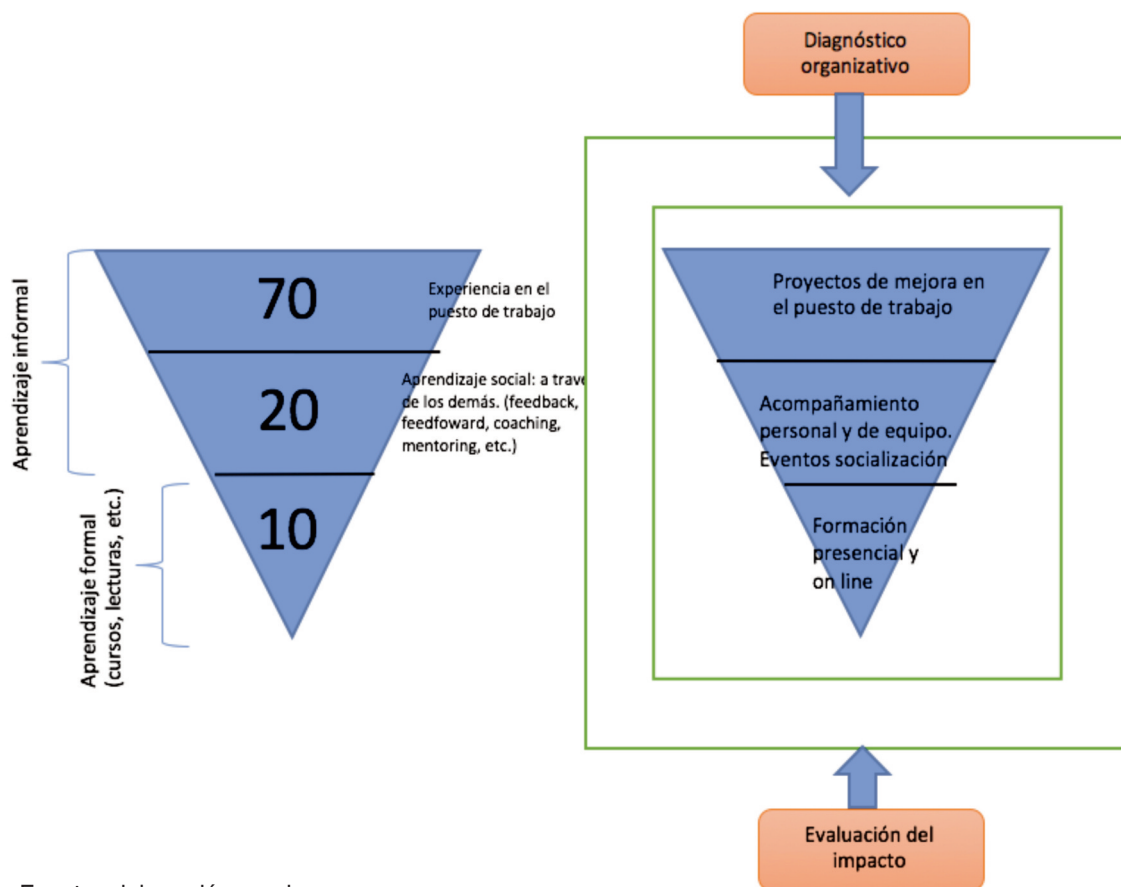 Diagnóstico
organizativo
Aprendizaje informal
70
Experiencia en el
puesto de trabajo
20
Aprendizaje social: a trave
de los demás. (feedback,
feedfoward, coaching,
mentoring, etc.)
Aprendizaje formal
(cursos, lecturas, etc.)
10
Proyectos de mejora en
el puesto de trabajo
Acompañamiento
personal y de equipo.
Eventos socialización
Formación
presencial y
on line
Evaluación del
impacto